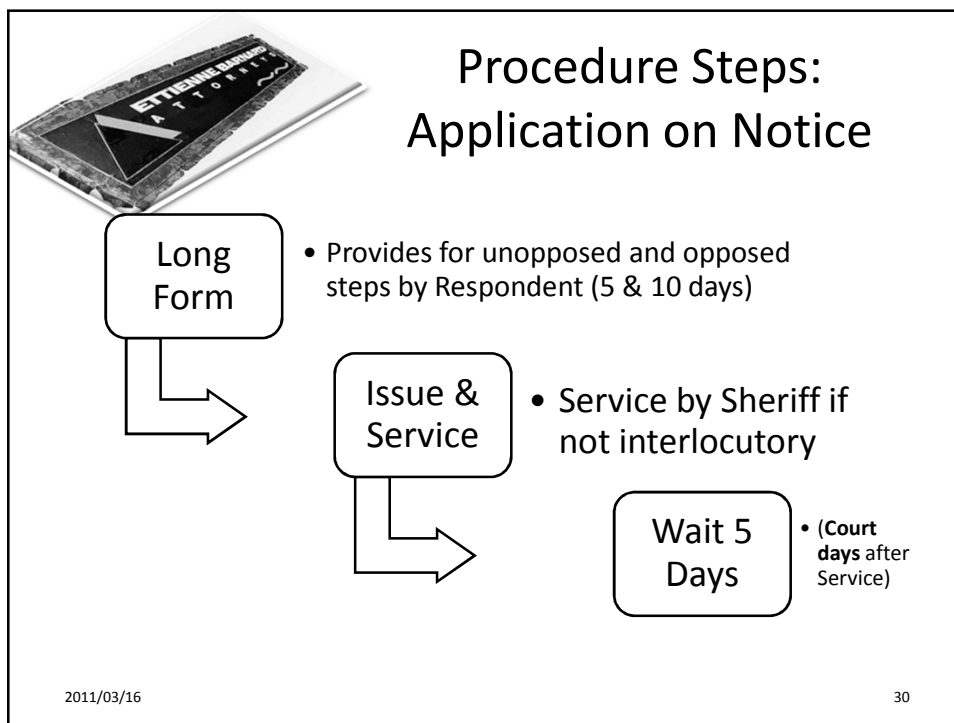 ETTIENNE BARNARD
ATTORNEYS
Procedure Steps:
Application on Notice
Long
Form
• Provides for unopposed and opposed
steps by Respondent (5 & 10 days)
Issue &
Service
• Service by Sheriff if
not interlocutory
Wait 5
Days
• (Court
days after
Service)
2011/03/16
30